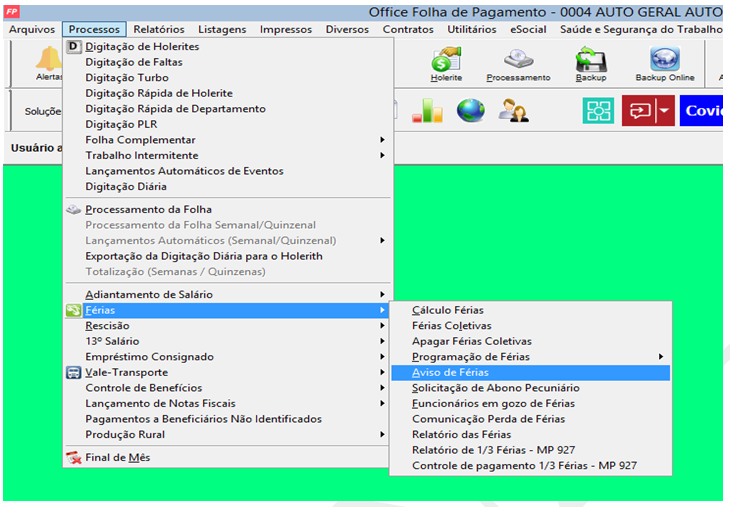 FP
Office Folha de Pagamento - 0004 AUTO GERAL AUTO
Arquivos Processos Relatórios Listagens Impressos Diversos Contratos Utilitários eSocial Saúde e Segurança do Trabalho
Alertas
Holerite Processamento Backup Backup Online
Soluçõe
Covi
Usuário a
D Digitação de Holerites
Digitação de Faltas
Digitação Turbo
Digitação Rápida de Holerite
Digitação Rápida de Departamento
Digitação PLR
Folha Complementar
Trabalho Intermitente
Lançamentos Automáticos de Eventos
Digitação Diária
Processamento da Folha
Processamento da Folha Semanal/Quinzenal
Lançamentos Automáticos (Semanal/Quinzenal)
Exportação da Digitação Diária para o Holerith
Totalização (Semanas / Quinzenas)
Adiantamento de Salário
Férias
Rescisão
13º Salário
Empréstimo Consignado
Vale-Transporte
Controle de Benefícios
Lançamento de Notas Fiscais
Pagamentos a Beneficiários Não Identificados
Produção Rural
Final de Mês
Cálculo Férias
Férias Coletivas
Apagar Férias Coletivas
Programação de Férias
Aviso de Férias
Solicitação de Abono Pecuniário
Funcionários em gozo de Férias
Comunicação Perda de Férias
Relatório das Férias
Relatório de 1/3 Férias - MP 927
Controle de pagamento 1/3 Férias - MP 927